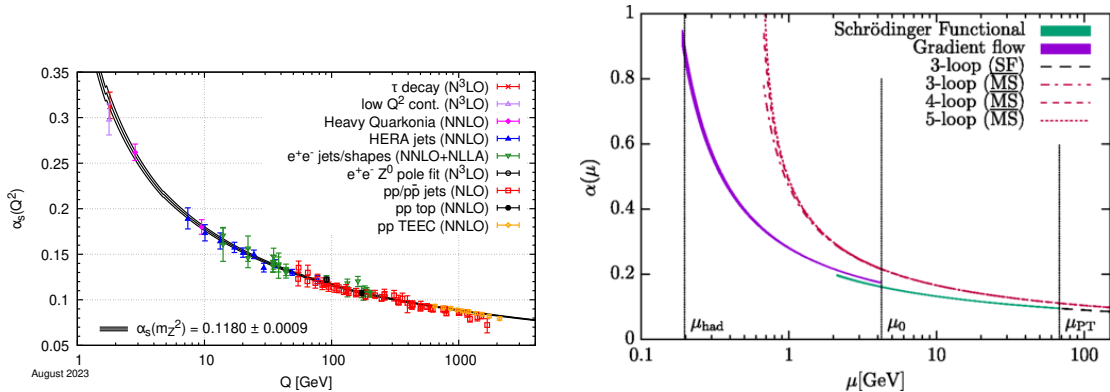 α_s(Q²)
0.35
0.3
0.25
0.2
0.15
0.1
0.05
τ decay (N³LO)
low Q² cont. (N³LO)
Heavy Quarkonia (NNLO)
HERA jets (NNLO)
e⁺e⁻ jets/shapes (NNLO+NLLA)
e⁺e⁻ Z⁰ pole fit (N³LO)
pp/pp̄ jets (NLO)
pp top (NNLO)
pp TEEC (NNLO)
α_s(m_Z²) = 0.1180 ± 0.0009
1 10 100 1000
August 2023
Q [GeV]
α(μ)
1
0.8
0.6
0.4
0.2
0
Schrödinger Functional
Gradient flow
3-loop (S̅F̅)
3-loop (M̅S̅)
4-loop (M̅S̅)
5-loop (M̅S̅)
μ_had μ_0 μ_PT
0.1 1 10 100
μ[GeV]